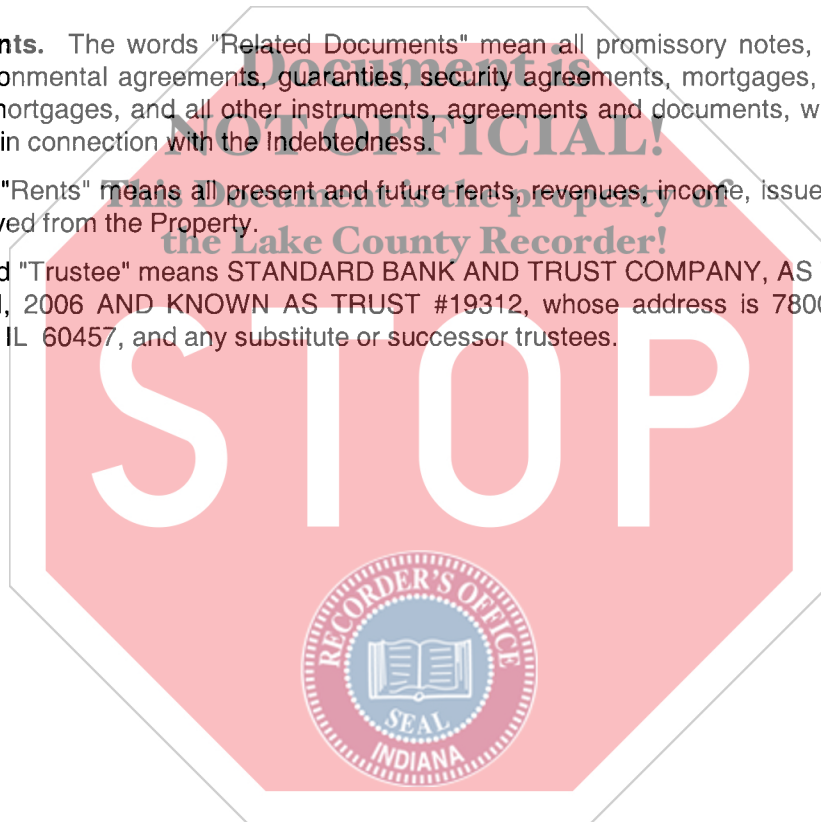 nts. The words "Related Documents" mean all promissory notes,
onmental agreements, guaranties, security agreements, mortgages,
nortgages, and all other instruments, agreements and documents, w
in connection with the Indebtedness.
"Rents" means all present and future rents, revenues, income, issue
ved from the Property.
d "Trustee" means STANDARD BANK AND TRUST COMPANY, AS
, 2006 AND KNOWN AS TRUST #19312, whose address is 7800
IL 60457, and any substitute or successor trustees.
Document is
NOT OFFICIAL!
This Document is the property of
the Lake County Recorder!
STOP
RECORDER'S OFFICE
SEAL
INDIANA